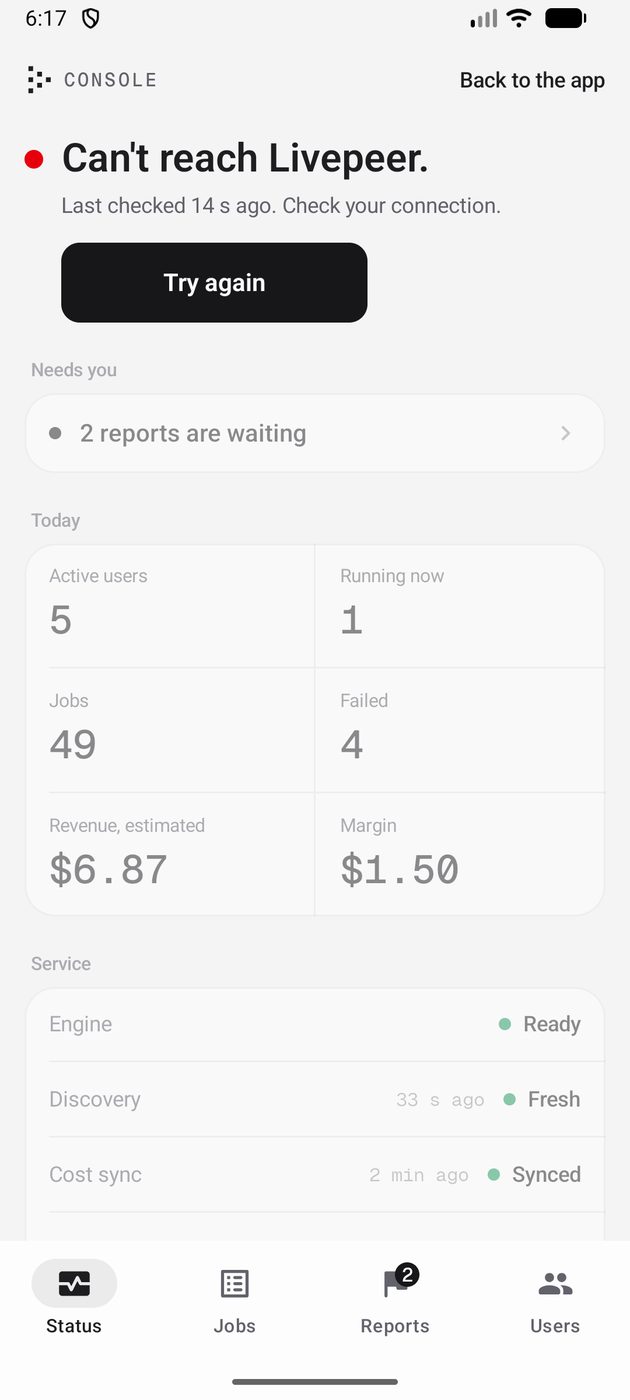 6:17
CONSOLE
Back to the app
Can't reach Livepeer.
Last checked 14 s ago. Check your connection.
Try again
Needs you
2 reports are waiting
Today
Active users
5
Running now
1
Jobs
49
Failed
4
Revenue, estimated
$6.87
Margin
$1.50
Service
Engine
Ready
Discovery
33 s ago
Fresh
Cost sync
2 min ago
Synced
2
Status
Jobs
Reports
Users